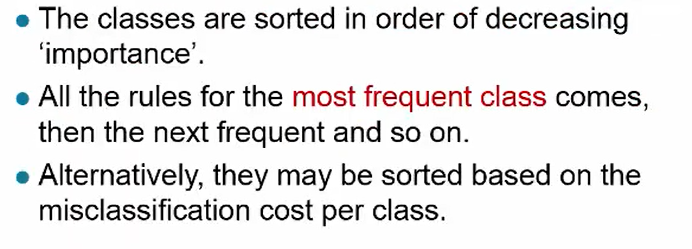 • The classes are sorted in order of decreasing
‘importance’.
• All the rules for the most frequent class comes,
then the next frequent and so on.
• Alternatively, they may be sorted based on the
misclassification cost per class.